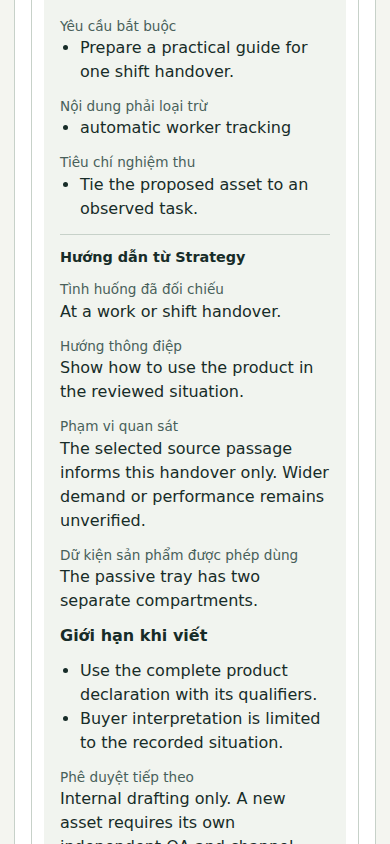 Yêu cầu bắt buộc
• Prepare a practical guide for
one shift handover.
Nội dung phải loại trừ
• automatic worker tracking
Tiêu chí nghiệm thu
• Tie the proposed asset to an
observed task.
Hướng dẫn từ Strategy
Tình huống đã đối chiếu
At a work or shift handover.
Hướng thông điệp
Show how to use the product in
the reviewed situation.
Phạm vi quan sát
The selected source passage
informs this handover only. Wider
demand or performance remains
unverified.
Dữ kiện sản phẩm được phép dùng
The passive tray has two
separate compartments.
Giới hạn khi viết
• Use the complete product
declaration with its qualifiers.
• Buyer interpretation is limited
to the recorded situation.
Phê duyệt tiếp theo
Internal drafting only. A new
asset requires its own
independent QA and channel